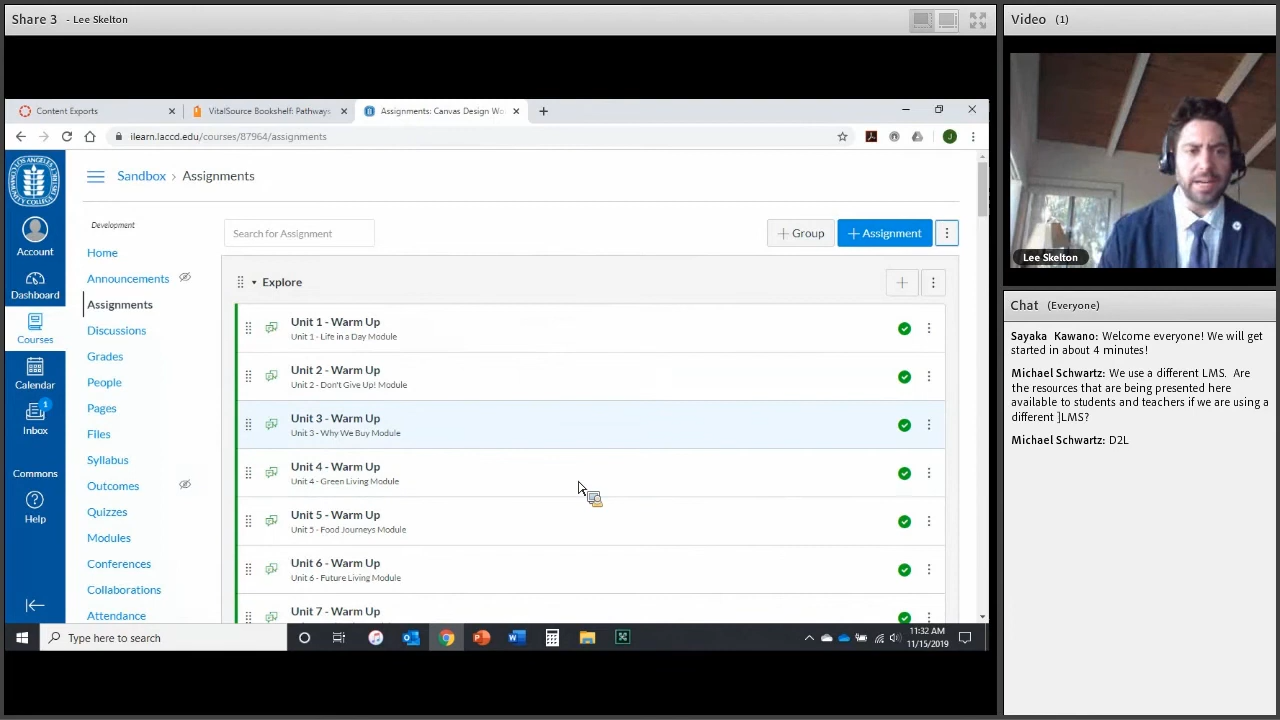 Share 3 - Lee Skelton
Content Exports
VitalSource Bookshelf: Pathways
Assignments: Canvas Design Wo
ilearn.laccd.edu/courses/87964/assignments
J
Sandbox › Assignments
Development
Search for Assignment
+ Group
+ Assignment
Account
Dashboard
Courses
Calendar
1
Inbox
Commons
Help
Home
Announcements
Assignments
Discussions
Grades
People
Pages
Files
Syllabus
Outcomes
Quizzes
Modules
Conferences
Collaborations
Attendance
Explore
Unit 1 - Warm Up
Unit 1 - Life in a Day Module
Unit 2 - Warm Up
Unit 2 - Don't Give Up! Module
Unit 3 - Warm Up
Unit 3 - Why We Buy Module
Unit 4 - Warm Up
Unit 4 - Green Living Module
Unit 5 - Warm Up
Unit 5 - Food Journeys Module
Unit 6 - Warm Up
Unit 6 - Future Living Module
Unit 7 - Warm Up
Type here to search
11:32 AM
11/15/2019
Video (1)
Lee Skelton
Chat (Everyone)
Sayaka Kawano: Welcome everyone! We will get
started in about 4 minutes!
Michael Schwartz: We use a different LMS. Are
the resources that are being presented here
available to students and teachers if we are using a
different ]LMS?
Michael Schwartz: D2L